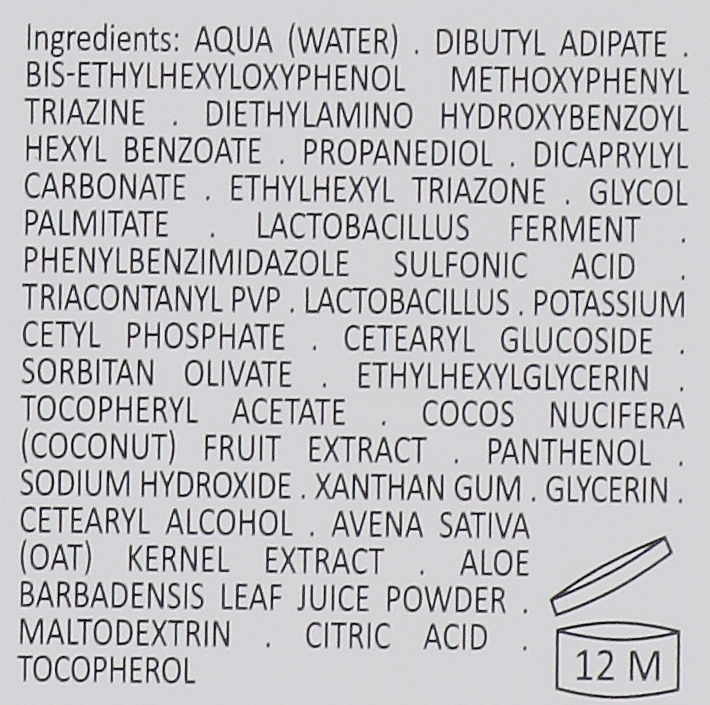 Ingredients: AQUA (WATER) . DIBUTYL ADIPATE .
BIS-ETHYLHEXYLOXYPHENOL METHOXYPHENYL
TRIAZINE . DIETHYLAMINO HYDROXYBENZOYL
HEXYL BENZOATE . PROPANEDIOL . DICAPRYLYL
CARBONATE . ETHYLHEXYL TRIAZONE . GLYCOL
PALMITATE . LACTOBACILLUS FERMENT .
PHENYLBENZIMIDAZOLE SULFONIC ACID .
TRIACONTANYL PVP . LACTOBACILLUS . POTASSIUM
CETYL PHOSPHATE . CETEARYL GLUCOSIDE .
SORBITAN OLIVATE . ETHYLHEXYLGLYCERIN .
TOCOPHERYL ACETATE . COCOS NUCIFERA
(COCONUT) FRUIT EXTRACT . PANTHENOL .
SODIUM HYDROXIDE . XANTHAN GUM . GLYCERIN .
CETEARYL ALCOHOL . AVENA SATIVA
(OAT) KERNEL EXTRACT . ALOE
BARBADENSIS LEAF JUICE POWDER .
MALTODEXTRIN . CITRIC ACID .
TOCOPHEROL
12 M